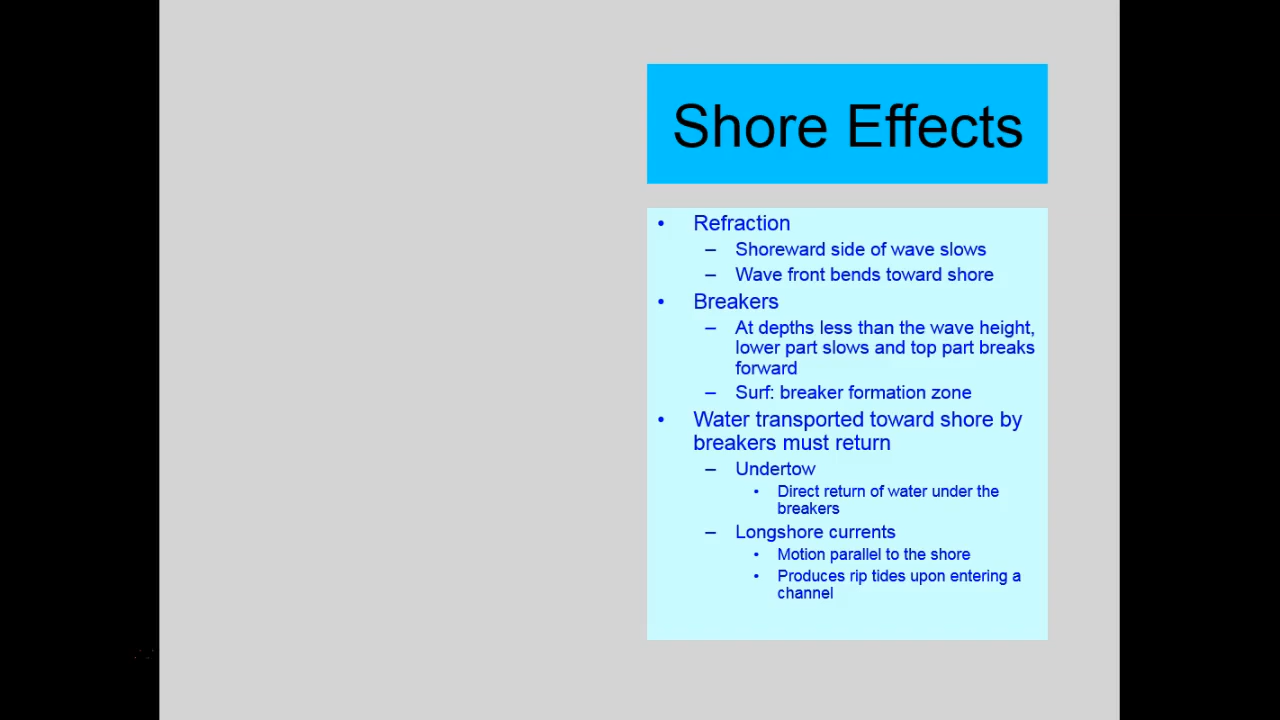 Shore Effects
• Refraction
– Shoreward side of wave slows
– Wave front bends toward shore
• Breakers
– At depths less than the wave height,
lower part slows and top part breaks
forward
– Surf: breaker formation zone
• Water transported toward shore by
breakers must return
– Undertow
• Direct return of water under the
breakers
– Longshore currents
• Motion parallel to the shore
• Produces rip tides upon entering a
channel